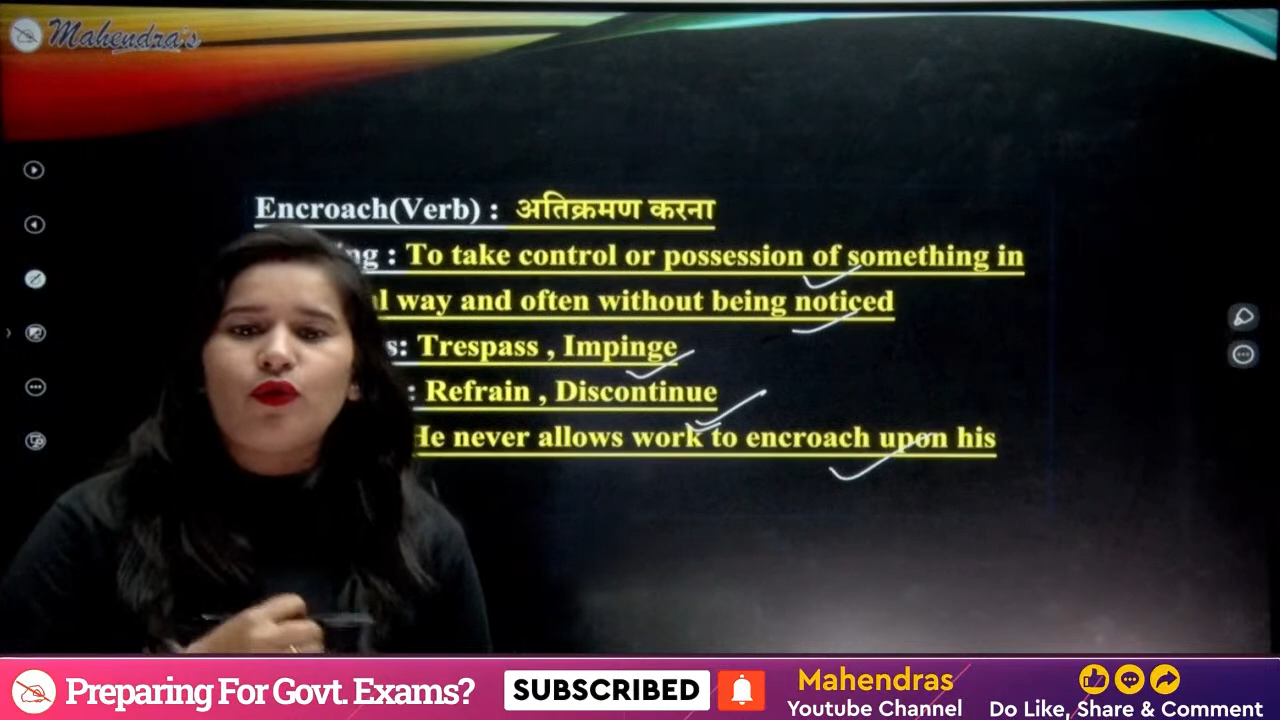 Mahendra's
Encroach(Verb) : अतिक्रमण करना
ng : To take control or possession of something in
l way and often without being noticed
s: Trespass , Impinge
: Refrain , Discontinue
He never allows work to encroach upon his
Preparing For Govt. Exams?
SUBSCRIBED
Mahendras
Youtube Channel
Do Like, Share & Comment